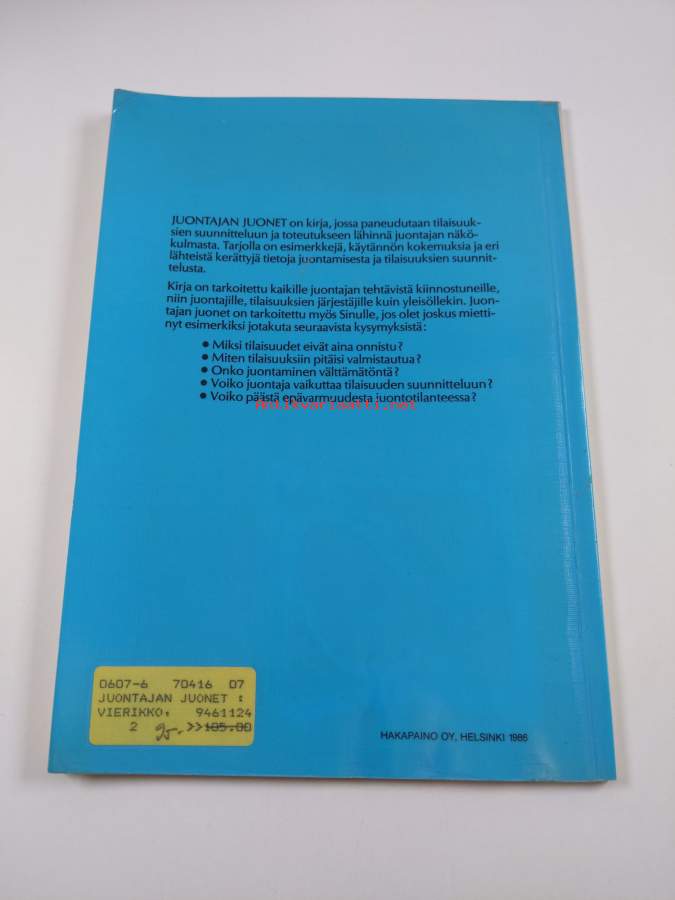 JUONTAJAN JUONET on kirja, jossa paneudutaan tilaisuuk-
sien suunnitteluun ja toteutukseen lähinnä juontajan näkö-
kulmasta. Tarjolla on esimerkkejä, käytännön kokemuksia ja eri
lähteistä kerättyjä tietoja juontamisesta ja tilaisuuksien suunnit-
telusta.
Kirja on tarkoitettu kaikille juontajan tehtävistä kiinnostuneille,
niin juontajille, tilaisuuksien järjestäjille kuin yleisöllekin. Juon-
tajan juonet on tarkoitettu myös Sinulle, jos olet joskus mietti-
nyt esimerkiksi jotakuta seuraavista kysymyksistä:
• Miksi tilaisuudet eivät aina onnistu?
• Miten tilaisuuksiin pitäisi valmistautua?
• Onko juontaminen välttämätöntä?
• Voiko juontaja vaikuttaa tilaisuuden suunnitteluun?
• Voiko päästä epävarmuudesta juontotilanteessa?
Antikvariaatti.net
0607-6 70416 07
JUONTAJAN JUONET :
VIERIKKO, 9461124
2 95.- >>105.00
HAKAPAINO OY, HELSINKI 1986